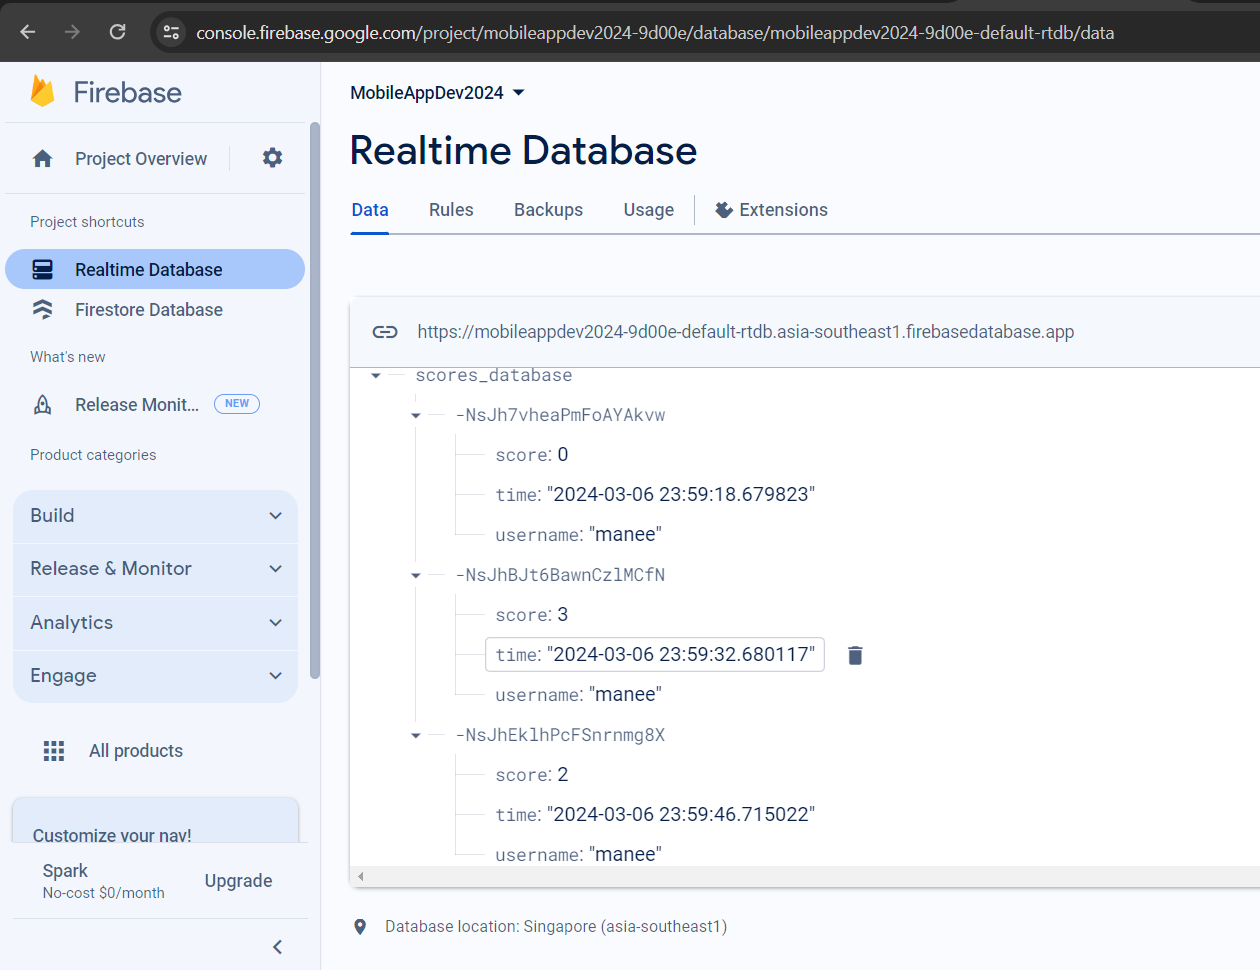 console.firebase.google.com/project/mobileappdev2024-9d00e/database/mobileappdev2024-9d00e-default-rtdb/data
Firebase
Project Overview
Project shortcuts
Realtime Database
Firestore Database
What's new
Release Monit... NEW
Product categories
Build
Release & Monitor
Analytics
Engage
All products
Customize your nav!
Spark
No-cost $0/month
Upgrade
MobileAppDev2024
Realtime Database
Data Rules Backups Usage Extensions
https://mobileappdev2024-9d00e-default-rtdb.asia-southeast1.firebasedatabase.app
scores_database
-NsJh7vheaPmFoAYAkvw
score: 0
time: "2024-03-06 23:59:18.679823"
username: "manee"
-NsJhBJt6BawnCzlMCfN
score: 3
time: "2024-03-06 23:59:32.680117"
username: "manee"
-NsJhEklhPcFSnrnmg8X
score: 2
time: "2024-03-06 23:59:46.715022"
username: "manee"
Database location: Singapore (asia-southeast1)